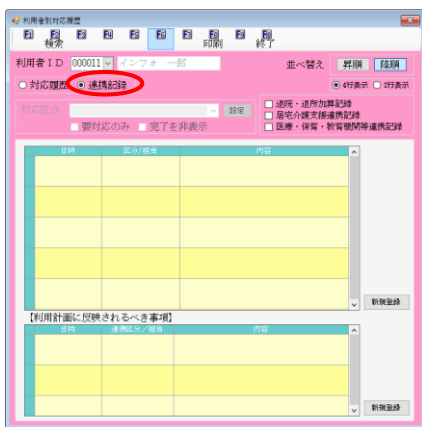 利用者別対応履歴
F1 F2 F3 F4 F5 F6 F7 F8 F9
検索 印刷 終了
利用者ID 000011 インフォ 一郎 並べ替え 昇順 降順
対応履歴 連携記録 4行表示 2行表示
対応区分 設定 退院・退所加算記録
居宅介護支援連携記録
要対応のみ 完了を非表示 医療・保育・教育機関等連携記録
日時 区分/担当 内容
新規登録
【利用計画に反映されるべき事項】
日時 連携区分/担当 内容
新規登録